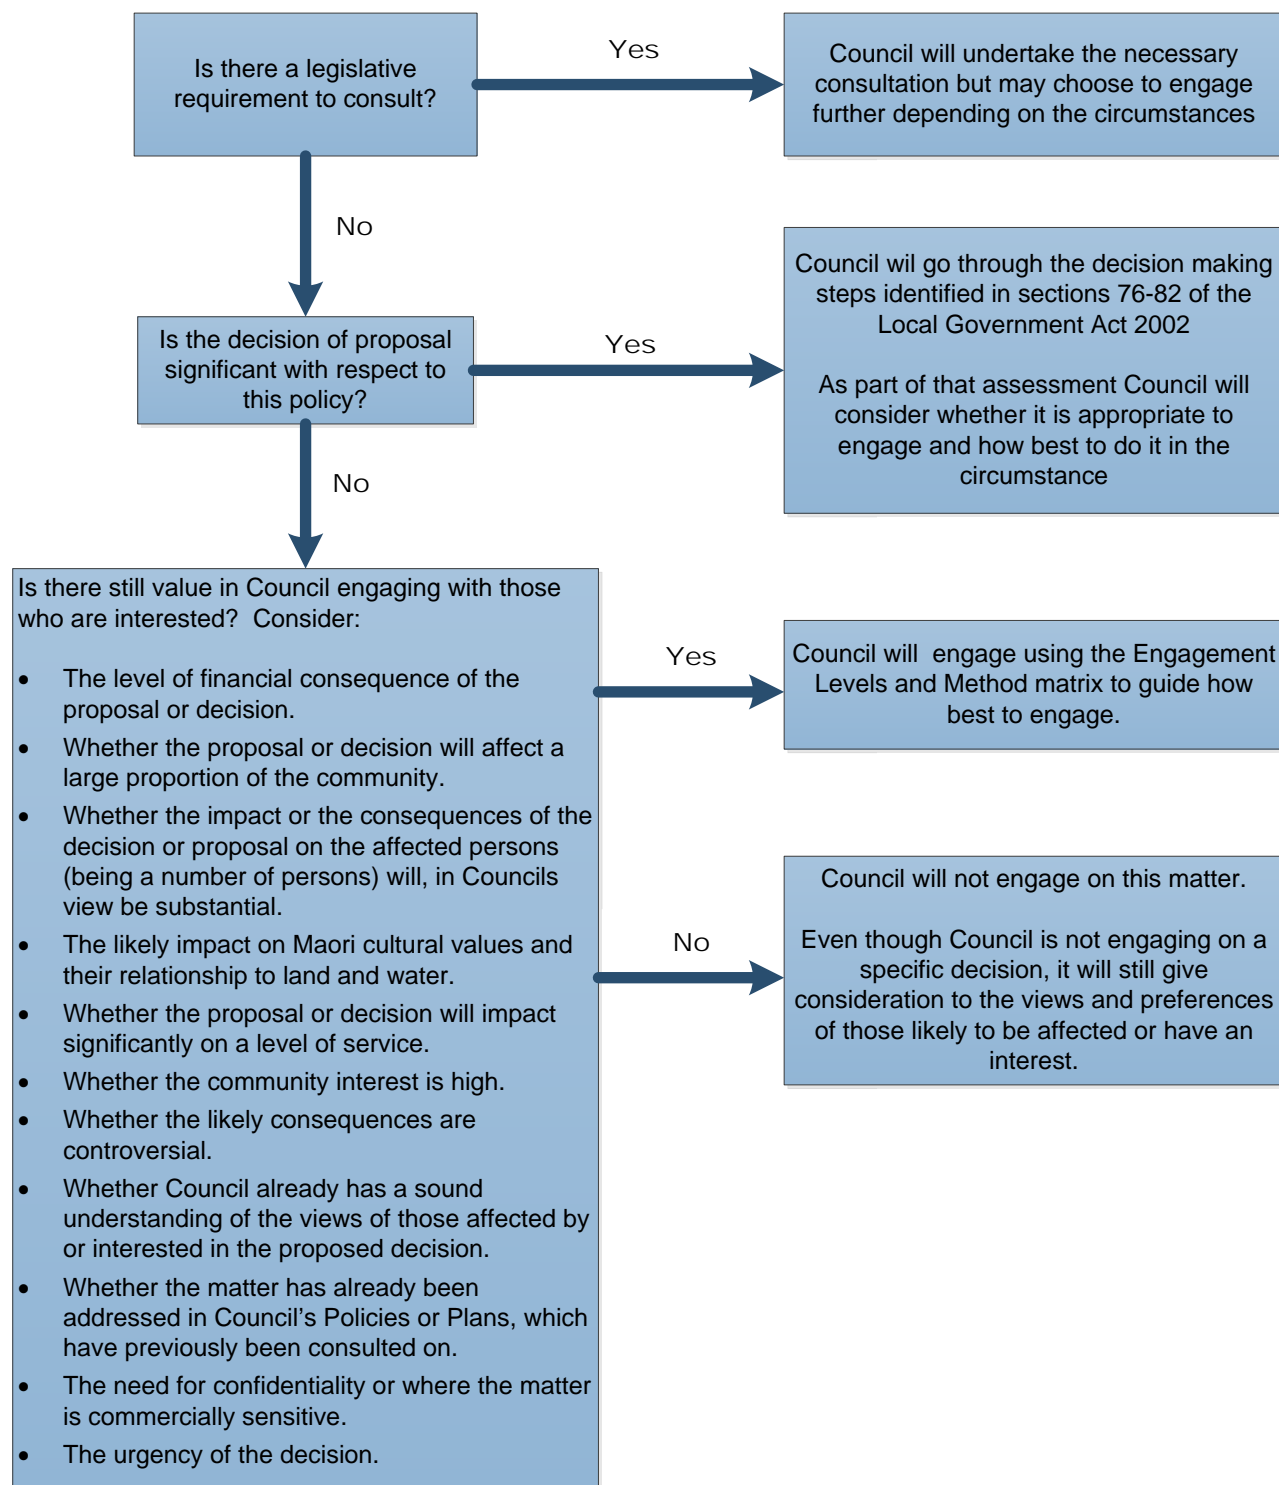 Is there a legislative
requirement to consult?
Yes
Council will undertake the necessary
consultation but may choose to engage
further depending on the circumstances
No
Is the decision of proposal
significant with respect to
this policy?
Yes
Council wil go through the decision making
steps identified in sections 76-82 of the
Local Government Act 2002
As part of that assessment Council will
consider whether it is appropriate to
engage and how best to do it in the
circumstance
No
Is there still value in Council engaging with those
who are interested?  Consider:
• The level of financial consequence of the
proposal or decision.
• Whether the proposal or decision will affect a
large proportion of the community.
• Whether the impact or the consequences of the
decision or proposal on the affected persons
(being a number of persons) will, in Councils
view be substantial.
• The likely impact on Maori cultural values and
their relationship to land and water.
• Whether the proposal or decision will impact
significantly on a level of service.
• Whether the community interest is high.
• Whether the likely consequences are
controversial.
• Whether Council already has a sound
understanding of the views of those affected by
or interested in the proposed decision.
• Whether the matter has already been
addressed in Council’s Policies or Plans, which
have previously been consulted on.
• The need for confidentiality or where the matter
is commercially sensitive.
• The urgency of the decision.
Yes
Council will  engage using the Engagement
Levels and Method matrix to guide how
best to engage.
No
Council will not engage on this matter.
Even though Council is not engaging on a
specific decision, it will still give
consideration to the views and preferences
of those likely to be affected or have an
interest.